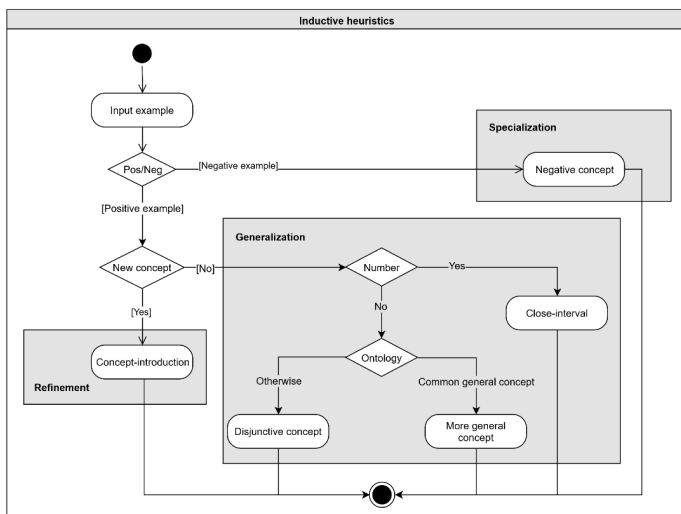 Inductive heuristics
Input example
Specialization
Pos/Neg
[Negative example]
Negative concept
[Positive example]
Generalization
New concept
[No]
Number
Yes
No
Close-interval
[Yes]
Concept-introduction
Ontology
Refinement
Otherwise
Common general concept
Disjunctive concept
More general
concept